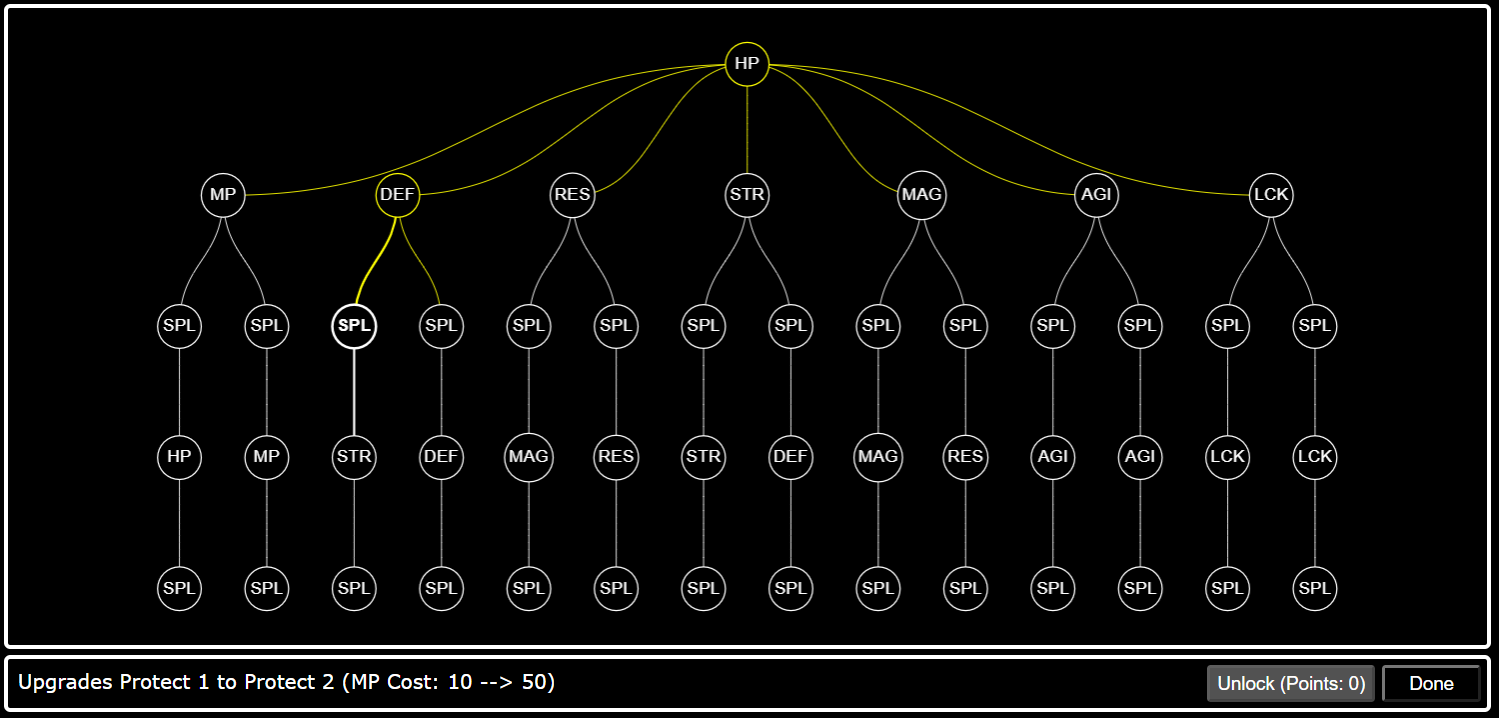 HP
MP DEF RES STR MAG AGI LCK
SPL SPL SPL SPL SPL SPL SPL SPL SPL SPL SPL SPL SPL SPL
HP MP STR DEF MAG RES STR DEF MAG RES AGI AGI LCK LCK
SPL SPL SPL SPL SPL SPL SPL SPL SPL SPL SPL SPL SPL SPL
Upgrades Protect 1 to Protect 2 (MP Cost: 10 --> 50) Unlock (Points: 0) Done